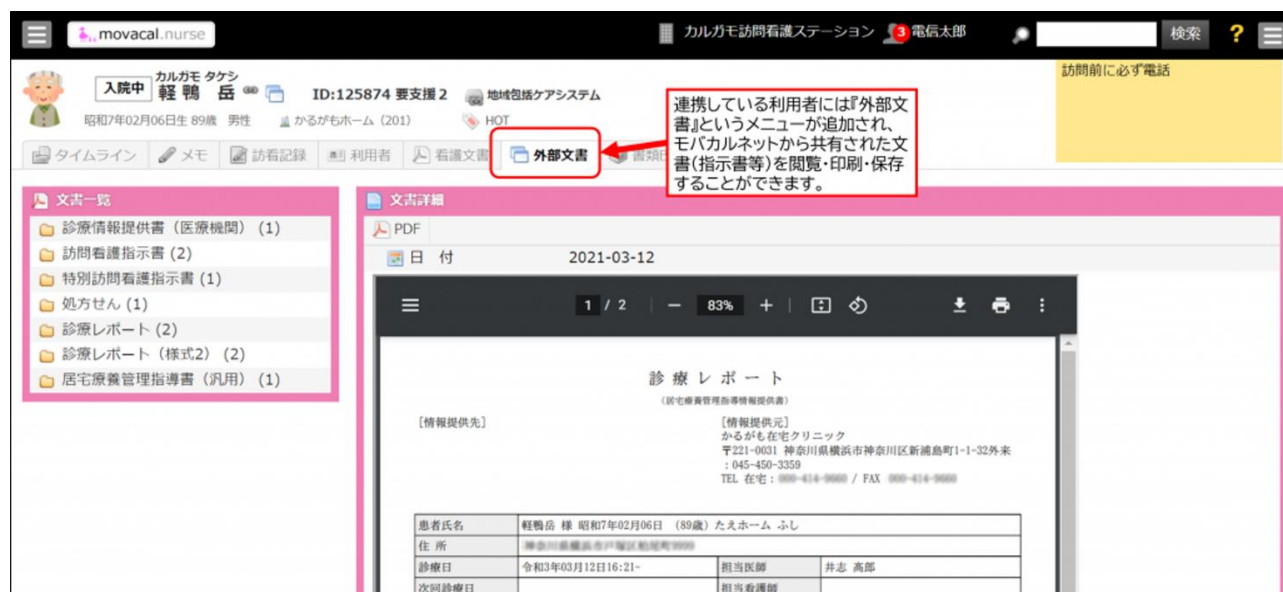 movacal.nurse
カルガモ訪問看護ステーション
3
電信太郎
検索
?
入院中
カルガモ タケシ
軽鴨 岳
ID:125874 要支援2
地域包括ケアシステム
昭和7年02月06日生 89歳 男性
かるがもホーム (201)
HOT
訪問前に必ず電話
連携している利用者には『外部文
書』というメニューが追加され、
モバカルネットから共有された文
書(指示書等)を閲覧・印刷・保存
することができます。
タイムライン
メモ
訪看記録
利用者
看護文書
外部文書
文書一覧
診療情報提供書（医療機関） (1)
訪問看護指示書 (2)
特別訪問看護指示書 (1)
処方せん (1)
診療レポート (2)
診療レポート（様式2） (2)
居宅療養管理指導書（汎用） (1)
文書詳細
PDF
日 付 2021-03-12
1 / 2
83%
診 療 レ ポ ー ト
(居宅療養管理指導情報提供書)
[情報提供先]
[情報提供元]
かるがも在宅クリニック
〒221-0031 神奈川県横浜市神奈川区新浦島町1-1-32外来
: 045-450-3359
TEL 在宅: / FAX
患者氏名 軽鴨岳 様 昭和7年02月06日 (89歳) たえホーム ふじ
住 所
診療日 令和3年03月12日16:21- 担当医師 井志 高郎
次回診療日 担当看護師